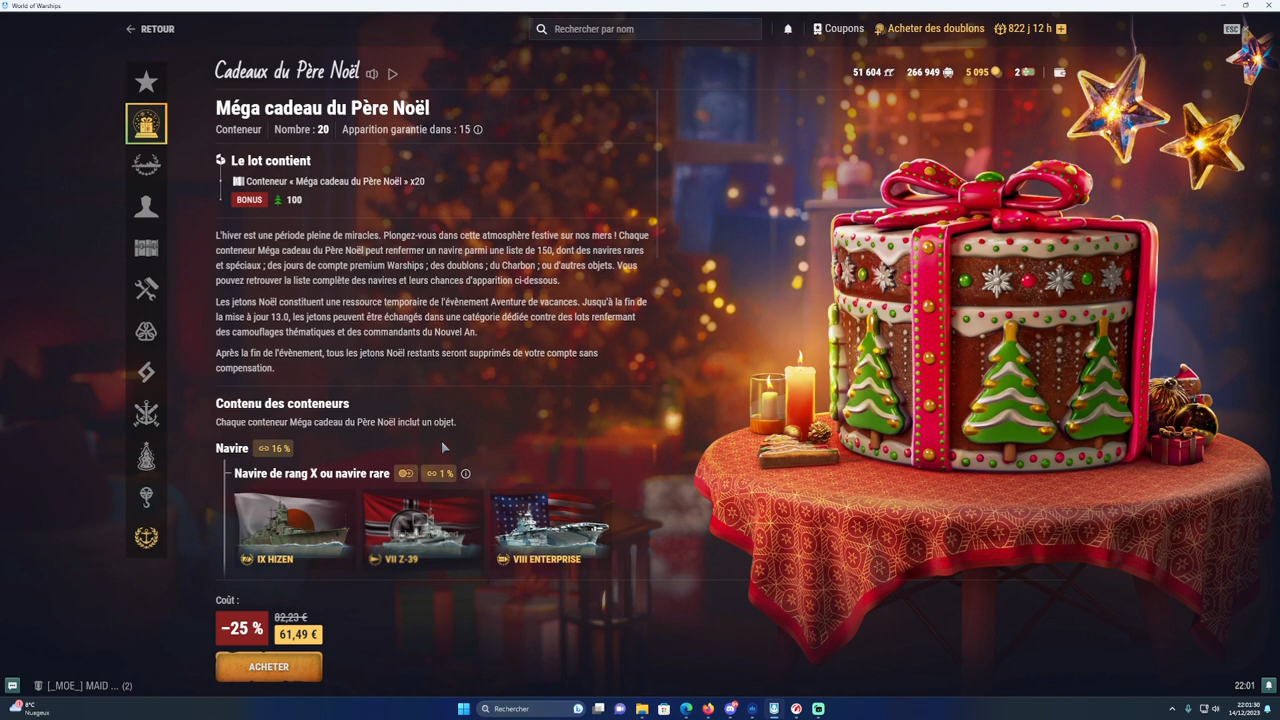 World of Warships
RETOUR
Rechercher par nom
Coupons
Acheter des doublons
822 j 12 h
ESC
Cadeaux du Père Noël
51 604
266 949
5 095
2
Méga cadeau du Père Noël
Conteneur
Nombre : 20
Apparition garantie dans : 15
Le lot contient
Conteneur « Méga cadeau du Père Noël » x20
BONUS
100
L'hiver est une période pleine de miracles. Plongez-vous dans cette atmosphère festive sur nos mers ! Chaque
conteneur Méga cadeau du Père Noël peut renfermer un navire parmi une liste de 150, dont des navires rares
et spéciaux ; des jours de compte premium Warships ; des doublons ; du Charbon ; ou d'autres objets. Vous
pouvez retrouver la liste complète des navires et leurs chances d'apparition ci-dessous.
Les jetons Noël constituent une ressource temporaire de l'évènement Aventure de vacances. Jusqu'à la fin de
la mise à jour 13.0, les jetons peuvent être échangés dans une catégorie dédiée contre des lots renfermant
des camouflages thématiques et des commandants du Nouvel An.
Après la fin de l'évènement, tous les jetons Noël restants seront supprimés de votre compte sans
compensation.
Contenu des conteneurs
Chaque conteneur Méga cadeau du Père Noël inclut un objet.
Navire
16 %
Navire de rang X ou navire rare
1 %
IX HIZEN
VII Z-39
VIII ENTERPRISE
Coût :
−25 %
82,23 €
61,49 €
ACHETER
[_MOE_] MAID ... (2)
22:01
8°C
Nuageux
Rechercher
22:01:30
14/12/2023